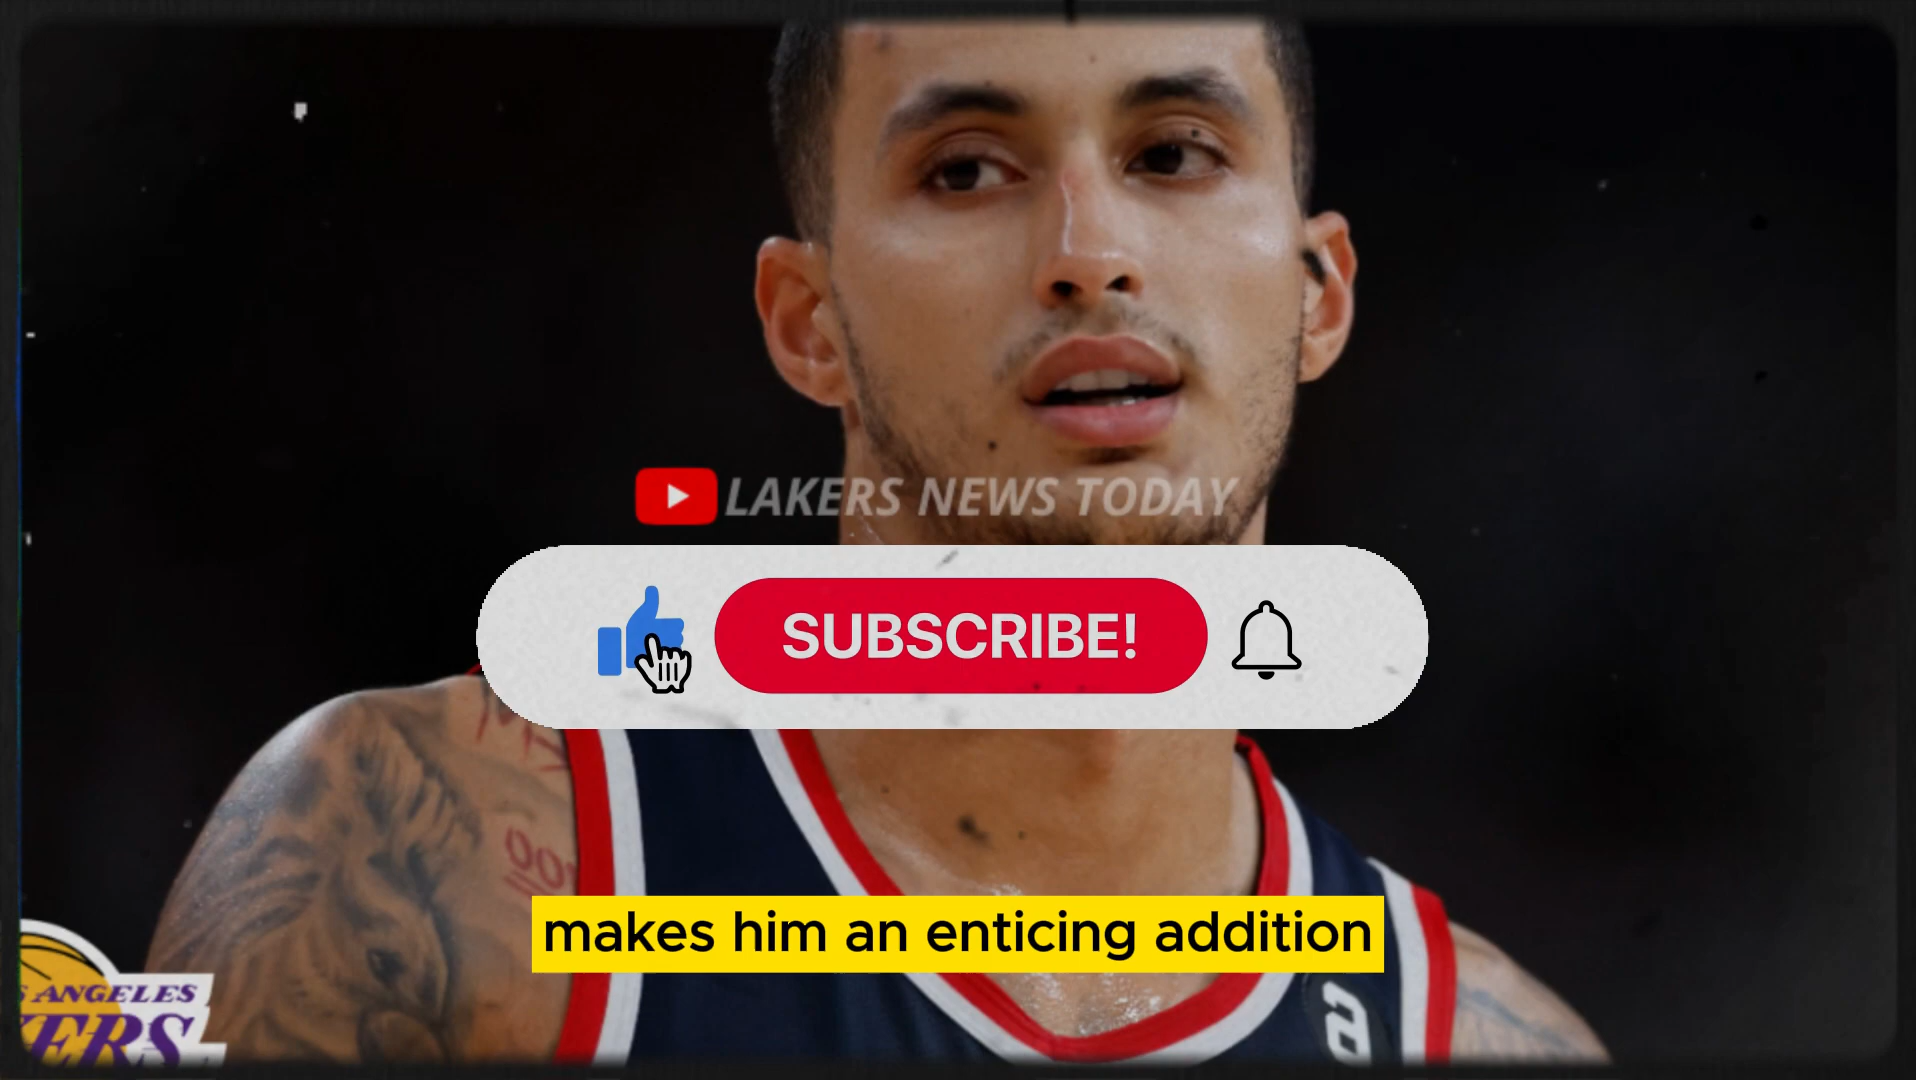 LAKERS NEWS TODAY
SUBSCRIBE!
makes him an enticing addition
ANGELES